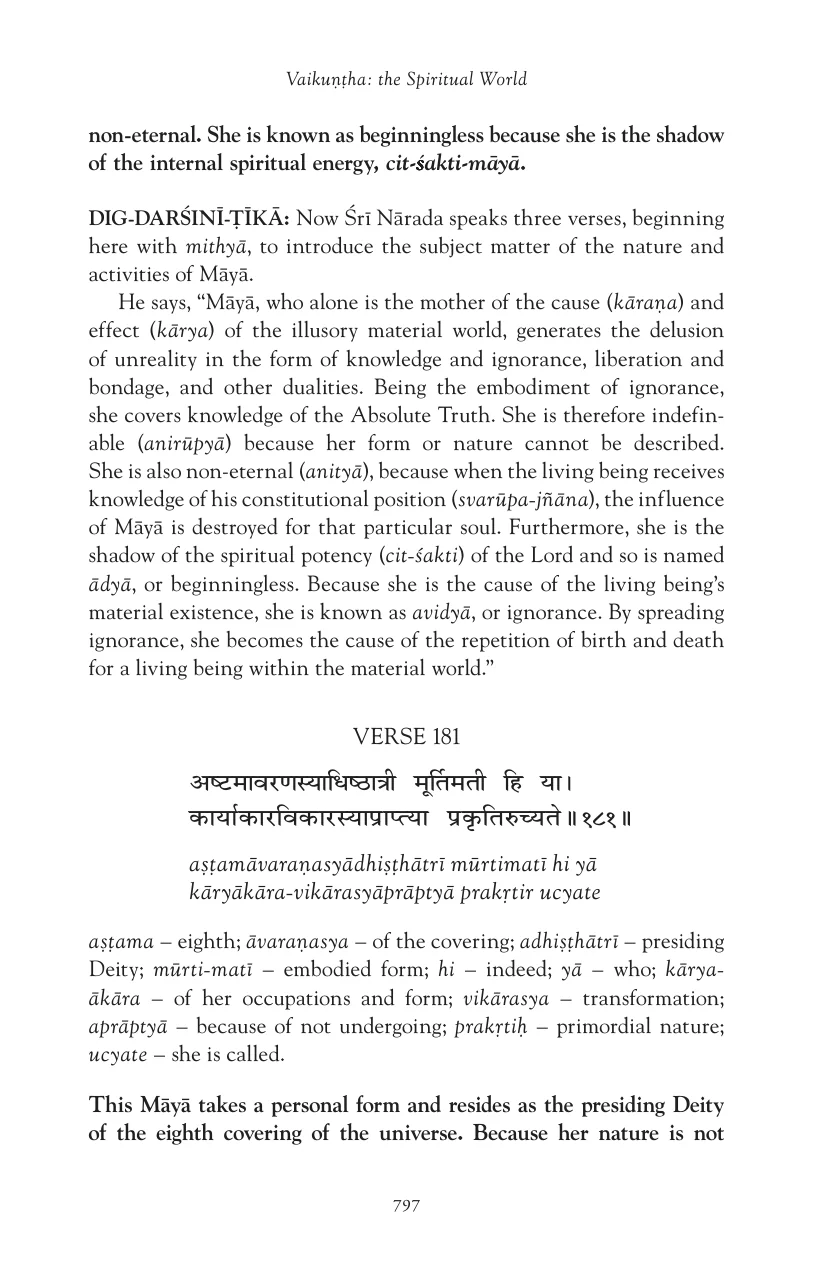 Vaikuṇṭha: the Spiritual World
non-eternal. She is known as beginningless because she is the shadow
of the internal spiritual energy, cit-śakti-māyā.
DIG-DARŚINĪ-ṬĪKĀ: Now Śrī Nārada speaks three verses, beginning
here with mithyā, to introduce the subject matter of the nature and
activities of Māyā.
He says, “Māyā, who alone is the mother of the cause (kāraṇa) and
effect (kārya) of the illusory material world, generates the delusion
of unreality in the form of knowledge and ignorance, liberation and
bondage, and other dualities. Being the embodiment of ignorance,
she covers knowledge of the Absolute Truth. She is therefore indefin-
able (anirūpyā) because her form or nature cannot be described.
She is also non-eternal (anityā), because when the living being receives
knowledge of his constitutional position (svarūpa-jñāna), the influence
of Māyā is destroyed for that particular soul. Furthermore, she is the
shadow of the spiritual potency (cit-śakti) of the Lord and so is named
ādyā, or beginningless. Because she is the cause of the living being’s
material existence, she is known as avidyā, or ignorance. By spreading
ignorance, she becomes the cause of the repetition of birth and death
for a living being within the material world.”
VERSE 181
अष्टमावरणस्याधिष्ठात्री मूर्तिमती हि या।
कार्याकारविकारस्याप्राप्त्या प्रकृतिरुच्यते॥१८१॥
aṣṭamāvaraṇasyādhiṣṭhātrī mūrtimatī hi yā
kāryākāra-vikārasyāprāptyā prakṛtir ucyate
aṣṭama – eighth; āvaraṇasya – of the covering; adhiṣṭhātrī – presiding
Deity; mūrti-matī – embodied form; hi – indeed; yā – who; kārya-
ākāra – of her occupations and form; vikārasya – transformation;
aprāptyā – because of not undergoing; prakṛtiḥ – primordial nature;
ucyate – she is called.
This Māyā takes a personal form and resides as the presiding Deity
of the eighth covering of the universe. Because her nature is not
797